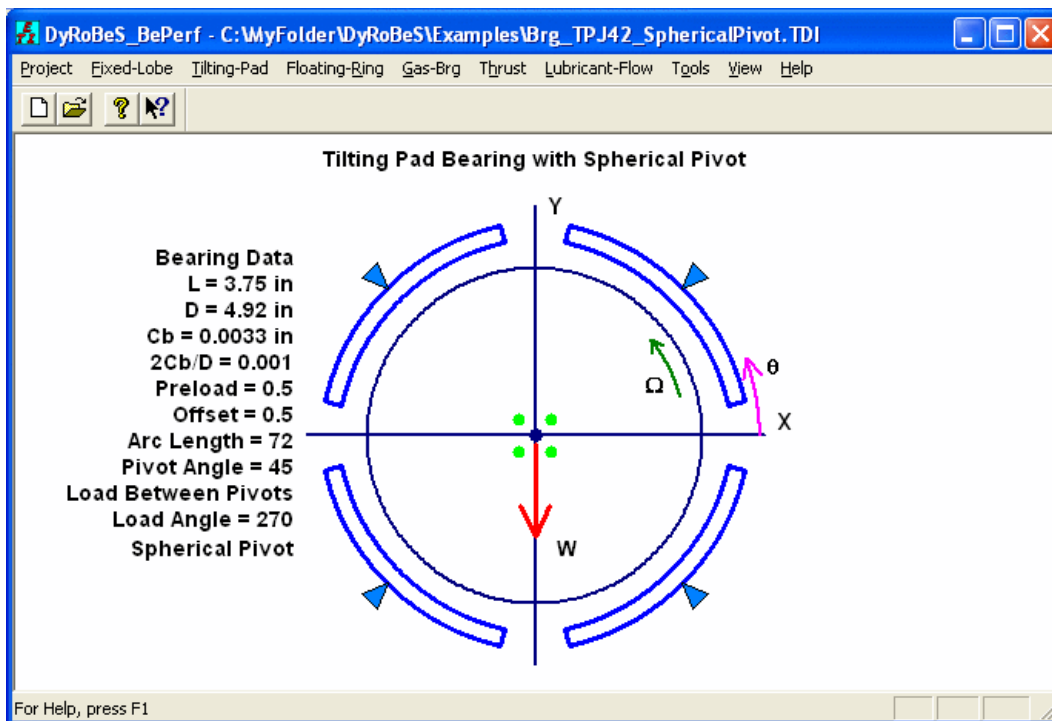 DyRoBeS_BePerf - C:\MyFolder\DyRoBeS\Examples\Brg_TPJ42_SphericalPivot.TDI
Project Fixed-Lobe Tilting-Pad Floating-Ring Gas-Brg Thrust Lubricant-Flow Tools View Help
Tilting Pad Bearing with Spherical Pivot
Y
Bearing Data
L = 3.75 in
D = 4.92 in
Cb = 0.0033 in
2Cb/D = 0.001
Preload = 0.5
Offset = 0.5
Arc Length = 72
Pivot Angle = 45
Load Between Pivots
Load Angle = 270
Spherical Pivot
Ω
θ
X
W
For Help, press F1